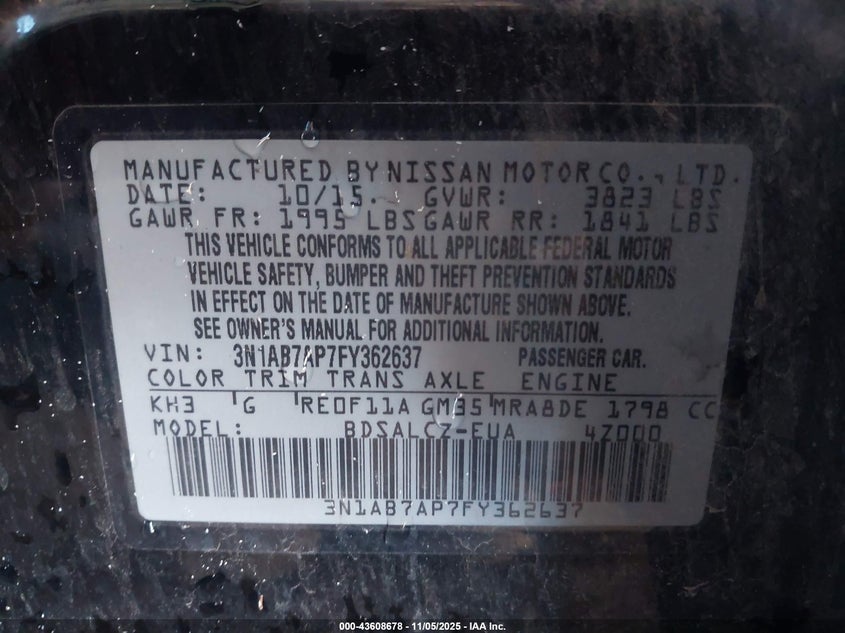 MANUFACTURED BY NISSAN MOTOR CO., LTD.
DATE: 10/15 GVWR: 3823 LBS
GAWR FR: 1995 LBS GAWR RR: 1841 LBS
THIS VEHICLE CONFORMS TO ALL APPLICABLE FEDERAL MOTOR
VEHICLE SAFETY, BUMPER AND THEFT PREVENTION STANDARDS
IN EFFECT ON THE DATE OF MANUFACTURE SHOWN ABOVE.
SEE OWNER'S MANUAL FOR ADDITIONAL INFORMATION.
VIN: 3N1AB7AP7FY362637 PASSENGER CAR.
COLOR TRIM TRANS AXLE ENGINE
KH3 G RE0F11A GM35 MRA8DE 1798 CC
MODEL: BDSALCZ-EUA 4Z000
3N1AB7AP7FY362637
000-43608678 - 11/05/2025 - IAA Inc.